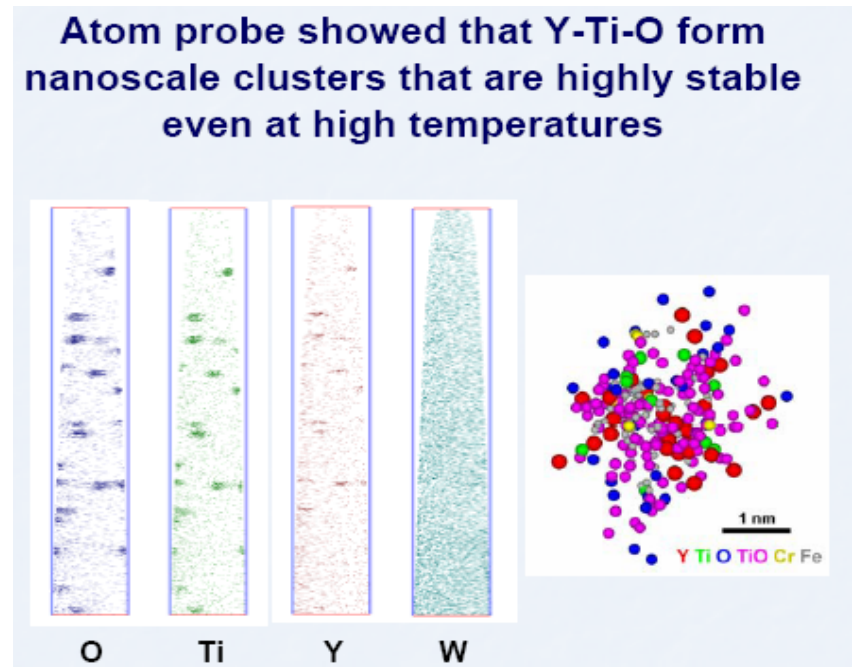 Atom probe showed that Y-Ti-O form
nanoscale clusters that are highly stable
even at high temperatures
1 nm
Y Ti O TiO Cr Fe
O Ti Y W